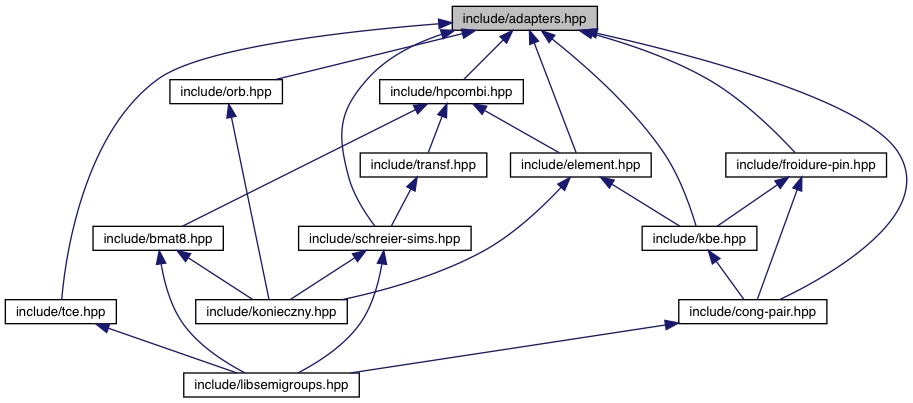 include/adapters.hpp
include/orb.hpp
include/hpcombi.hpp
include/transf.hpp
include/element.hpp
include/froidure-pin.hpp
include/bmat8.hpp
include/schreier-sims.hpp
include/kbe.hpp
include/tce.hpp
include/konieczny.hpp
include/cong-pair.hpp
include/libsemigroups.hpp